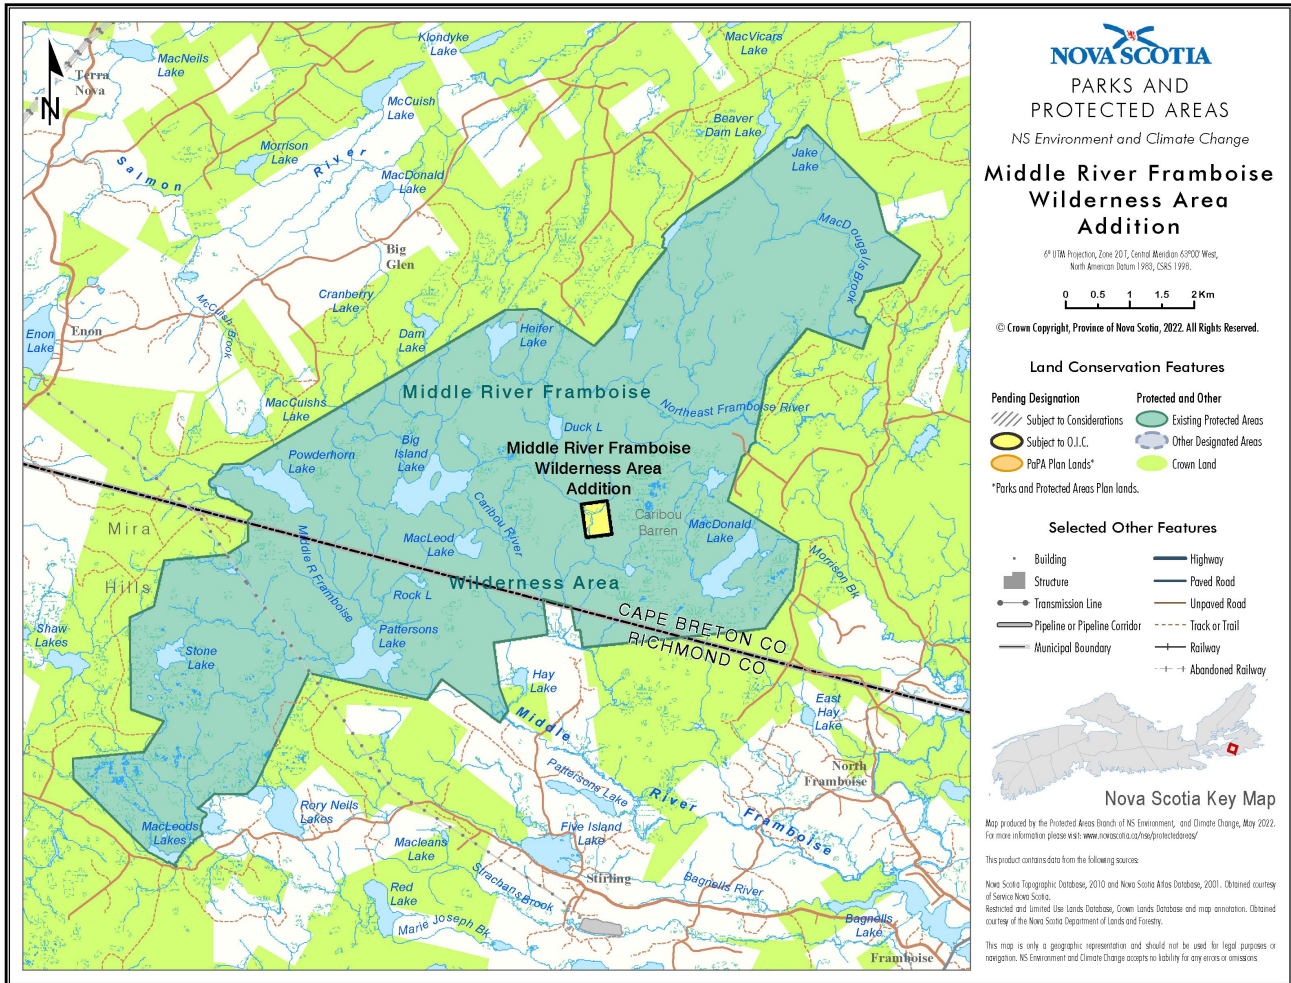 Klondyke
Lake
MacVicars
Lake
MacNeils
Lake
Terra
Nova
N
McCuish
Lake
Beaver
Dam Lake
Morrison
Lake
Salmon
River
MacDonald
Lake
Jake
Lake
MacDougalls
Brook
Big
Glen
Cranberry
Lake
McCuish Brook
Enon
Enon
Lake
Dam
Lake
Heifer
Lake
MacCuishs
Lake
Middle River Framboise
Northeast Framboise River
Duck L
Big
Island
Lake
Middle River Framboise
Wilderness Area
Addition
Powderhorn
Lake
Caribou River
Caribou
Barren
MacDonald
Lake
Mira
Hills
Middle R Framboise
MacLeod
Lake
Wilderness Area
Rock L
Morrison Bk
CAPE BRETON CO
RICHMOND CO
Shaw
Lakes
Stone
Lake
Pattersons
Lake
Hay
Lake
East
Hay
Lake
Middle
River
Framboise
Pattersons Lake
North
Framboise
MacLeods
Lakes
Rory Neils
Lakes
Macleans
Lake
Five Island
Lake
Stirling
Strachans Brook
Bagnells River
Red
Lake
Marie Joseph Bk
Bagnells
Lake
Framboise
NOVA SCOTIA
PARKS AND
PROTECTED AREAS
NS Environment and Climate Change
Middle River Framboise
Wilderness Area
Addition
6° UTM Projection, Zone 20T, Central Meridian 63°00' West,
North American Datum 1983, CSRS 1998.
0 0.5 1 1.5 2 Km
© Crown Copyright, Province of Nova Scotia, 2022. All Rights Reserved.
Land Conservation Features
Pending Designation
Subject to Considerations
Subject to O.I.C.
PaPA Plan Lands*
*Parks and Protected Areas Plan lands.
Protected and Other
Existing Protected Areas
Other Designated Areas
Crown Land
Selected Other Features
Building
Structure
Transmission Line
Pipeline or Pipeline Corridor
Municipal Boundary
Highway
Paved Road
Unpaved Road
Track or Trail
Railway
Abandoned Railway
Nova Scotia Key Map
Map produced by the Protected Areas Branch of NS Environment, and Climate Change, May 2022.
For more information please visit: www.novascotia.ca/nse/protectedareas/
This product contains data from the following sources:
Nova Scotia Topographic Database, 2010 and Nova Scotia Atlas Database, 2001. Obtained courtesy
of Service Nova Scotia.
Restricted and Limited Use Lands Database, Crown Lands Database and map annotation. Obtained
courtesy of the Nova Scotia Department of Lands and Forestry.
This map is only a geographic representation and should not be used for legal purposes or
navigation. NS Environment and Climate Change accepts no liability for any errors or omissions